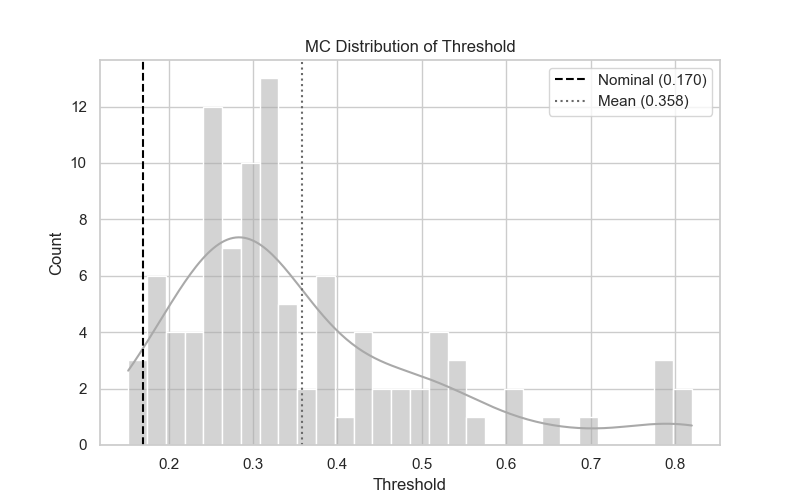 MC Distribution of Threshold
Nominal (0.170)
Mean (0.358)
Count
12
10
8
6
4
2
0
0.2 0.3 0.4 0.5 0.6 0.7 0.8
Threshold